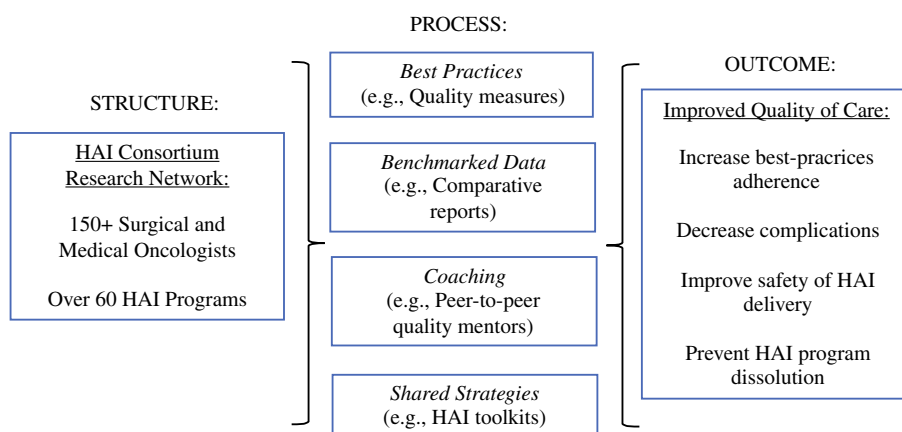 STRUCTURE:
HAI Consortium
Research Network:
150+ Surgical and
Medical Oncologists
Over 60 HAI Programs
PROCESS:
Best Practices
(e.g., Quality measures)
Benchmarked Data
(e.g., Comparative
reports)
Coaching
(e.g., Peer-to-peer
quality mentors)
Shared Strategies
(e.g., HAI toolkits)
OUTCOME:
Improved Quality of Care:
Increase best-pracrices
adherence
Decrease complications
Improve safety of HAI
delivery
Prevent HAI program
dissolution